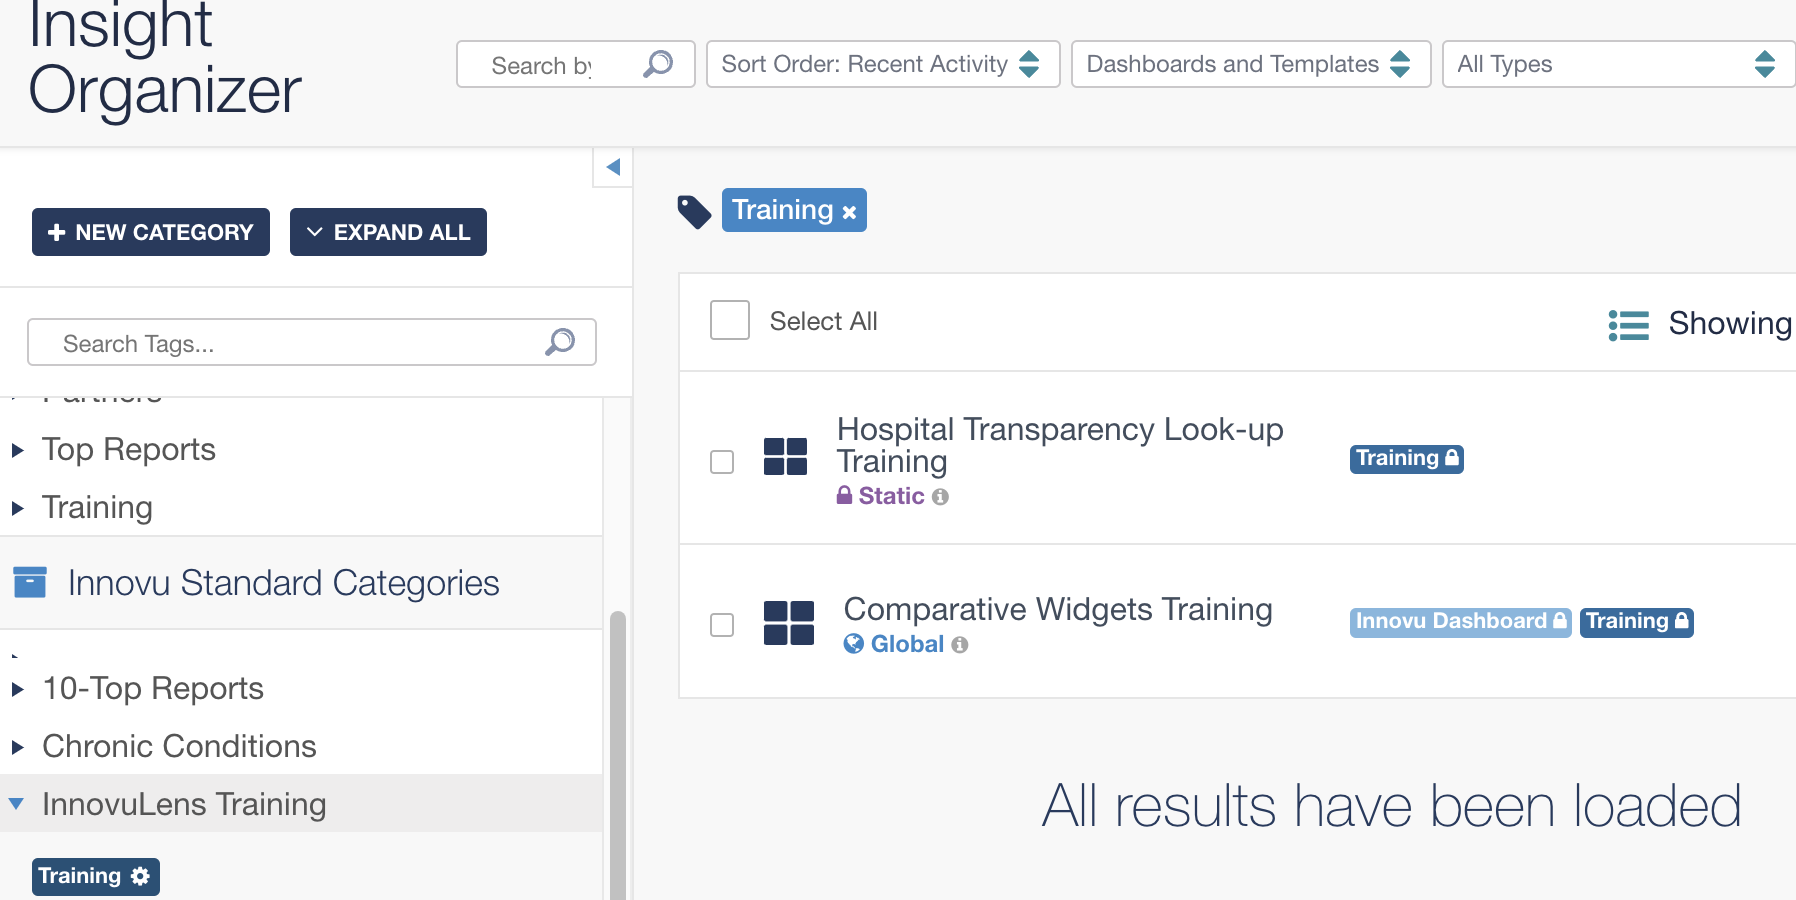 Insight
Organizer
Search by
Sort Order: Recent Activity
Dashboards and Templates
All Types
NEW CATEGORY
EXPAND ALL
Search Tags...
Partners
Top Reports
Training
Innovu Standard Categories
10-Top Reports
Chronic Conditions
InnovuLens Training
Training
Training ×
Select All
Showing
Hospital Transparency Look-up
Training
Static
Training
Comparative Widgets Training
Global
Innovu Dashboard
Training
All results have been loaded